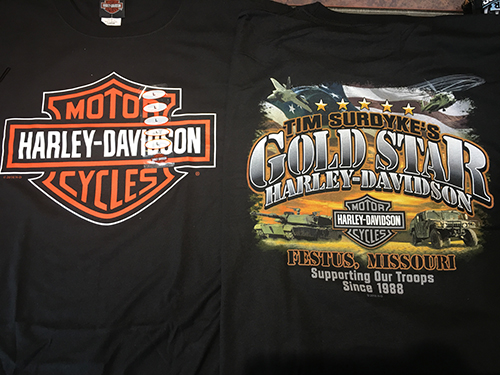 MOTOR
HARLEY-DAVIDSON
CYCLES
L
L
L
TIM SURDYKE'S
GOLD STAR
HARLEY-DAVIDSON
MOTOR
HARLEY-DAVIDSON
CYCLES
FESTUS, MISSOURI
Supporting Our Troops
Since 1988